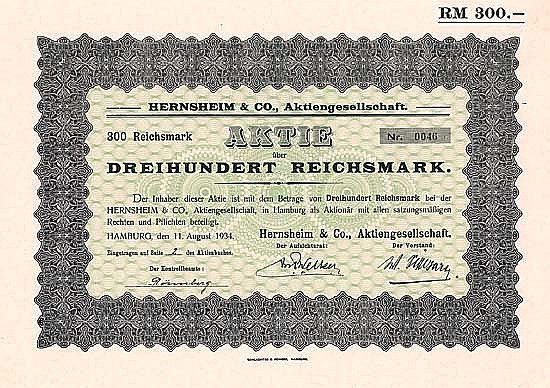 RM 300.–
HERNSHEIM & CO., Aktiengesellschaft.
300 Reichsmark AKTIE Nr. 0046
über
DREIHUNDERT REICHSMARK.
Der Inhaber dieser Aktie ist mit dem Betrage von Dreihundert Reichsmark bei der
HERNSHEIM & CO., Aktiengesellschaft, in Hamburg als Aktionär mit allen satzungsmäßigen
Rechten und Pflichten beteiligt.
HAMBURG, den 11. August 1934. Hernsheim & Co., Aktiengesellschaft.
Eingetragen auf Seite 2 des Aktienbuches. Der Aufsichtsrat: Der Vorstand:
Der Kontrollbeamte:
HAMBURG.